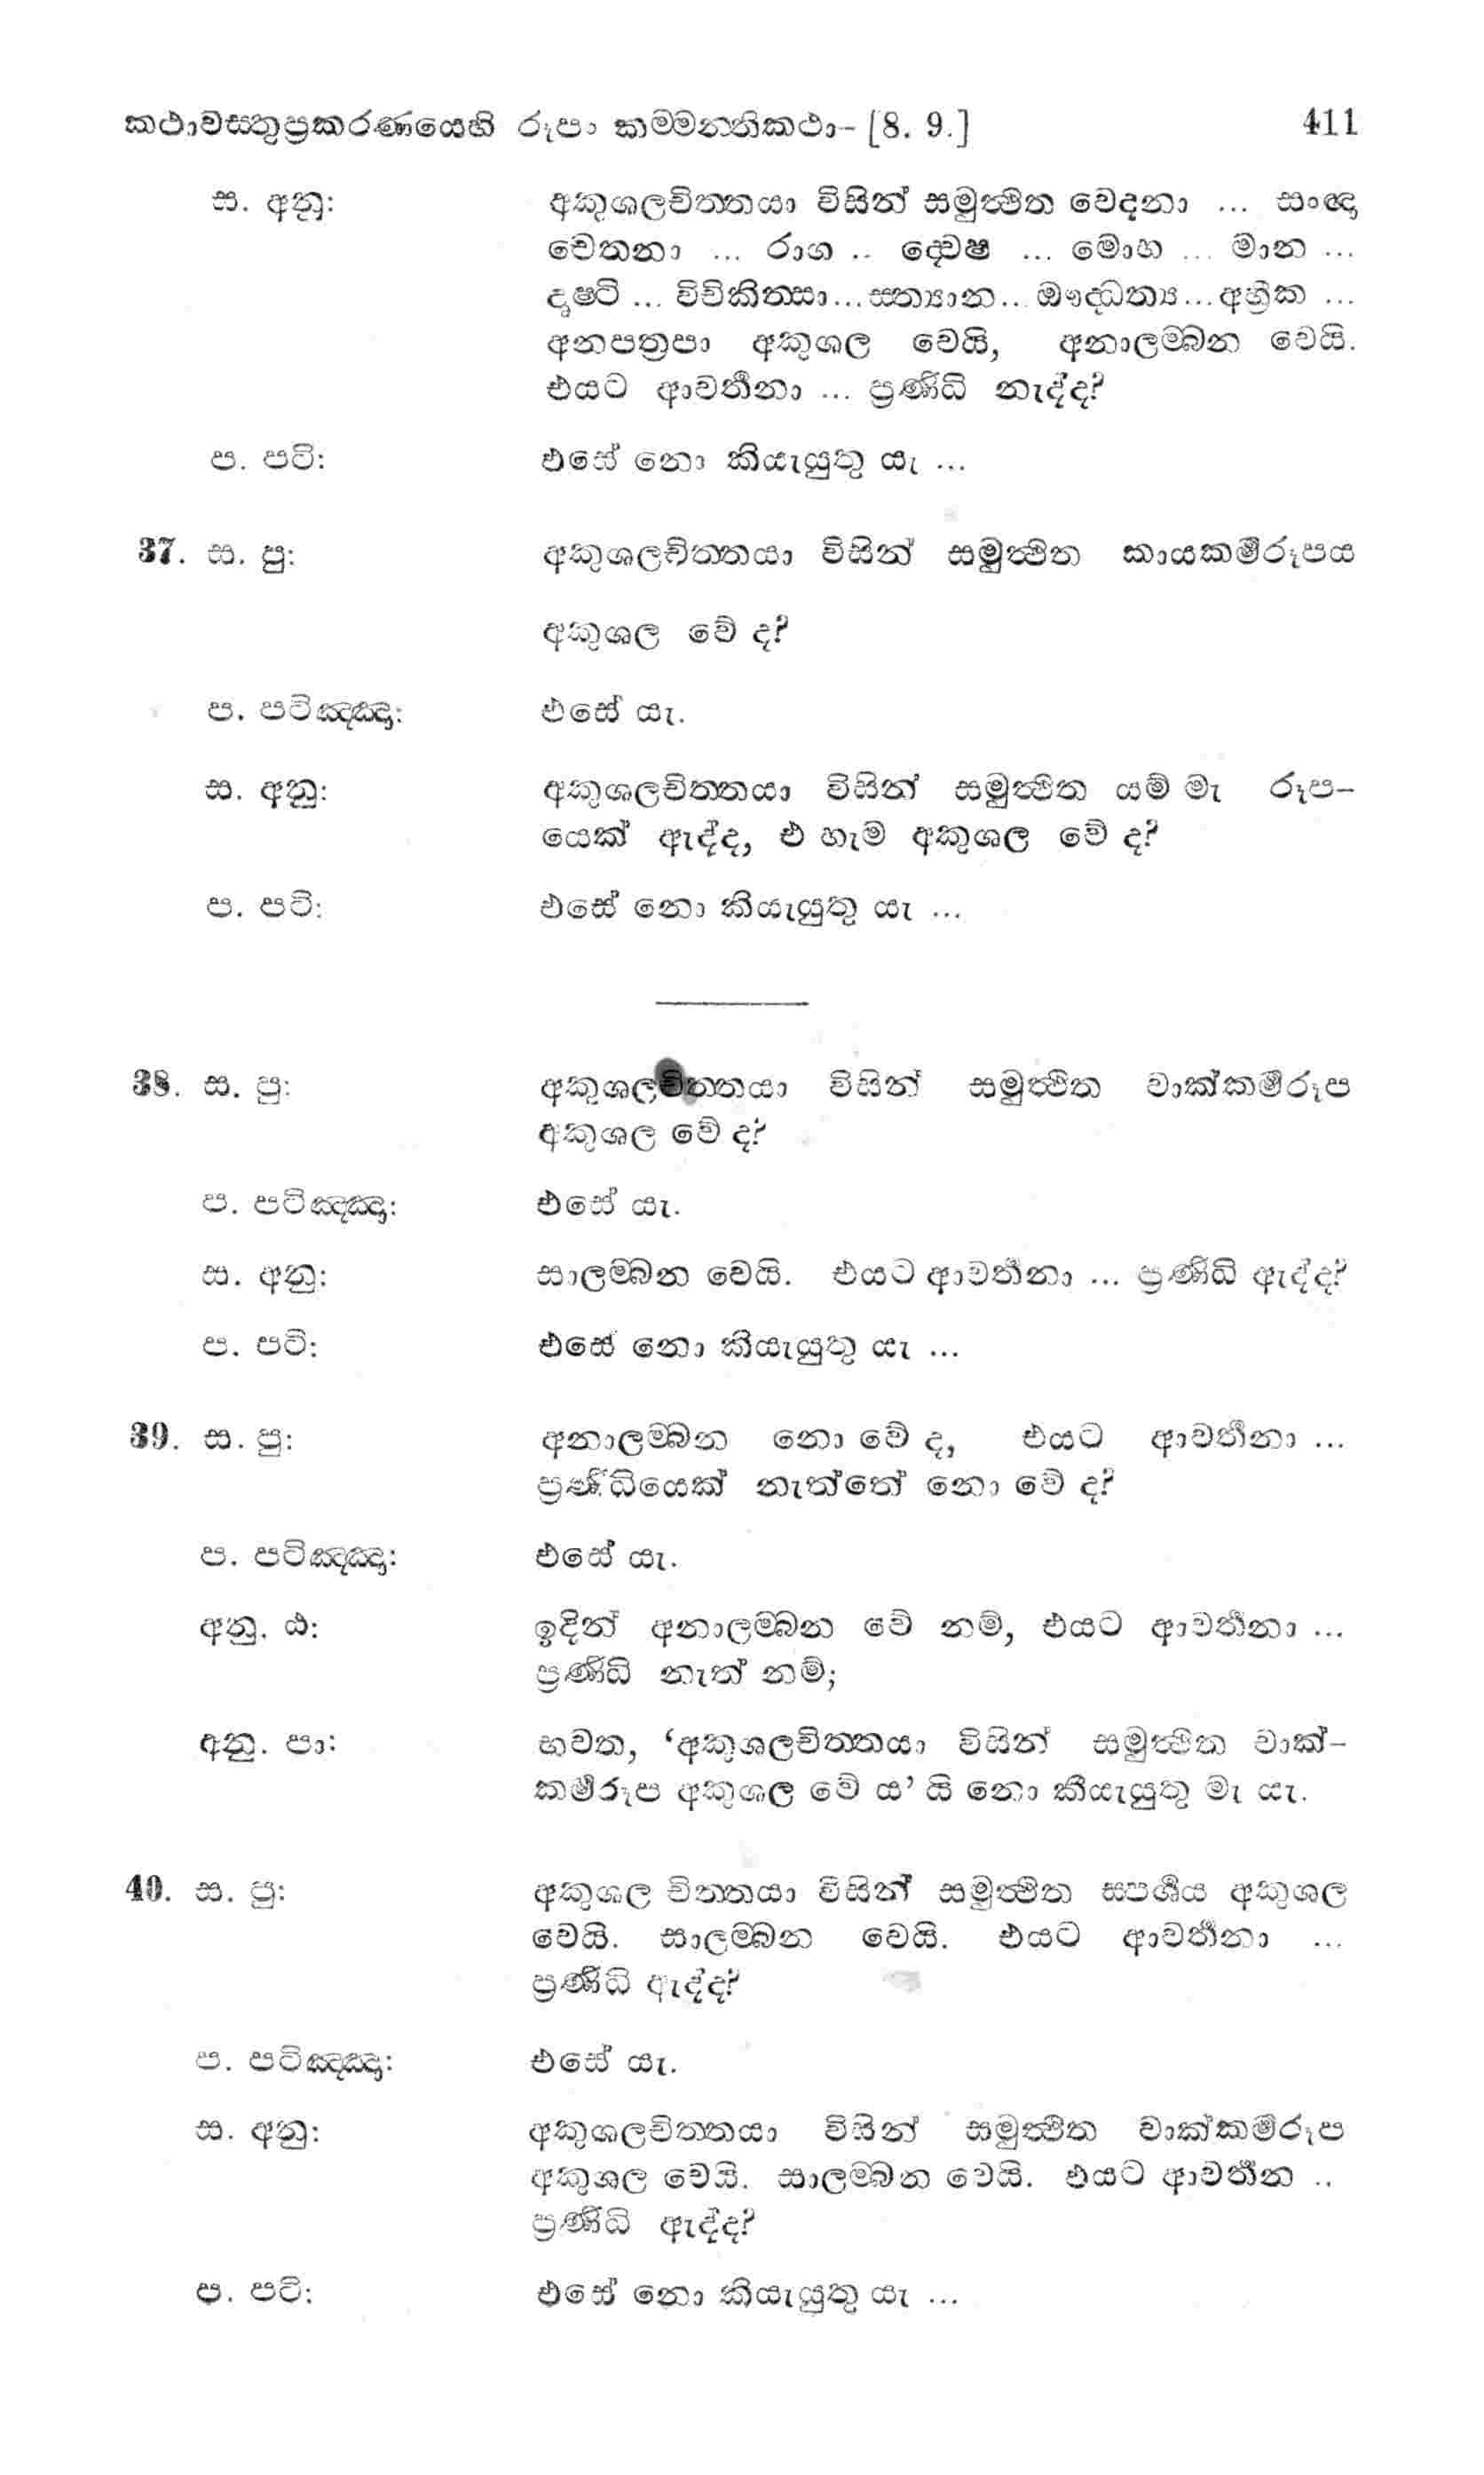 කථාවස්තුප්‍රකරණයෙහි රූපා කම්මන්තිකථා- [8. 9.] 411
ස. අනු: අකුශලචිත්තයා විසින් සමුත්ථිත වේදනා ... සංඥා
චේතනා ... රාග .. ද්වේෂ ... මොහ ... මාන ...
දෘෂ්ටි ... විචිකිත්සා ... ස්ත්‍යාන ... ඖද්ධත්‍ය ... අහ්‍රීක ...
අනපත්‍රපා අකුශල වෙයි, අනාලම්බන වෙයි.
එයට ආවර්තනා ... ප්‍රණිධි නැද්ද?
ප. පටි: එසේ නො කියැයුතු යැ ...
37. ස. පු: අකුශලචිත්තයා විසින් සමුත්ථිත කායකර්මරූපය
අකුශල වේ ද?
ප. පටිඤ්ඤා: එසේ යැ.
ස. අනු: අකුශලචිත්තයා විසින් සමුත්ථිත යම් මැ රූප-
යෙක් ඇද්ද, එ හැම අකුශල වේ ද?
ප. පටි: එසේ නො කියැයුතු යැ ...
38. ස. පු: අකුශලචිත්තයා විසින් සමුත්ථිත වාක්කර්මරූප
අකුශල වේ ද?
ප. පටිඤ්ඤා: එසේ යැ.
ස. අනු: සාලම්බන වෙයි. එයට ආවර්තනා ... ප්‍රණිධි ඇද්ද?
ප. පටි: එසේ නො කියැයුතු යැ ...
39. ස. පු: අනාලම්බන නො වේ ද, එයට ආවර්තනා ...
ප්‍රණිධියෙක් නැත්තේ නො වේ ද?
ප. පටිඤ්ඤා: එසේ යැ.
අනු. ඨ: ඉදින් අනාලම්බන වේ නම්, එයට ආවර්තනා ...
ප්‍රණිධි නැත් නම්;
අනු. පා: භවත, ‘අකුශලචිත්තයා විසින් සමුත්ථිත වාක්-
කර්මරූප අකුශල වේ ය’ යි නො කියැයුතු මැ යැ.
40. ස. පු: අකුශල චිත්තයා විසින් සමුත්ථිත ස්පර්ශය අකුශල
වෙයි. සාලම්බන වෙයි. එයට ආවර්තනා ...
ප්‍රණිධි ඇද්ද?
ප. පටිඤ්ඤා: එසේ යැ.
ස. අනු: අකුශලචිත්තයා විසින් සමුත්ථිත වාක්කර්මරූප
අකුශල වෙයි. සාලම්බන වෙයි. එයට ආවර්තන ..
ප්‍රණිධි ඇද්ද?
ප. පටි: එසේ නො කියැයුතු යැ ...